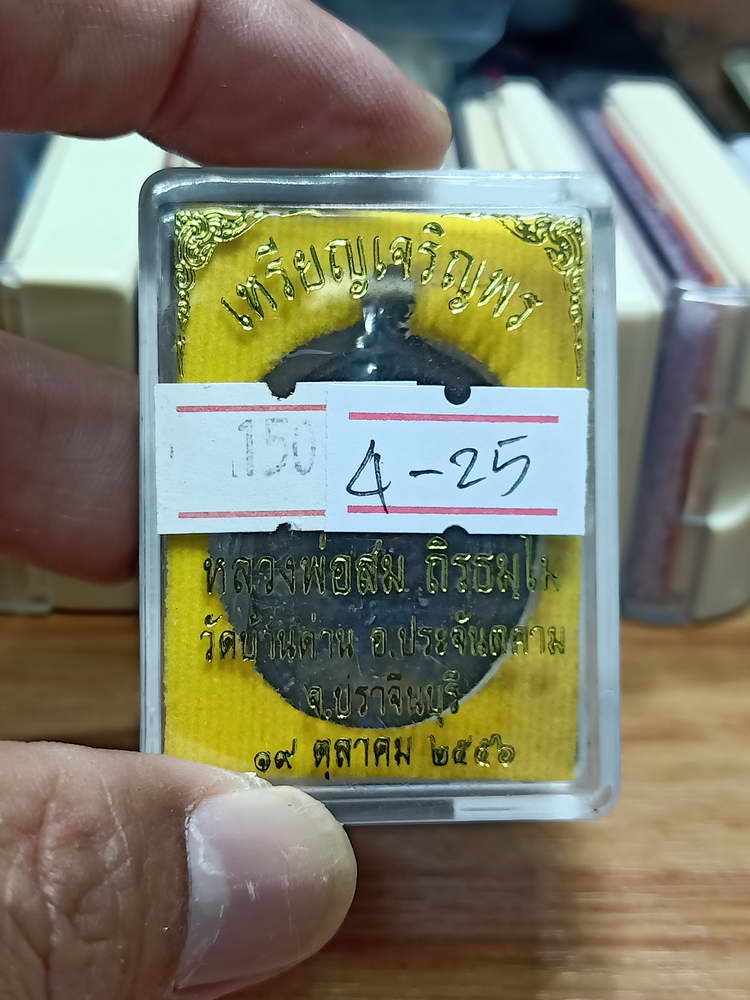 เหรียญเจริญพร
150
4-25
หลวงพ่อสม ถิรธมฺโม
วัดบ้านด่าน อ.ประจันตคาม
จ.ปราจีนบุรี
๑๙ ตุลาคม ๒๕๕๖